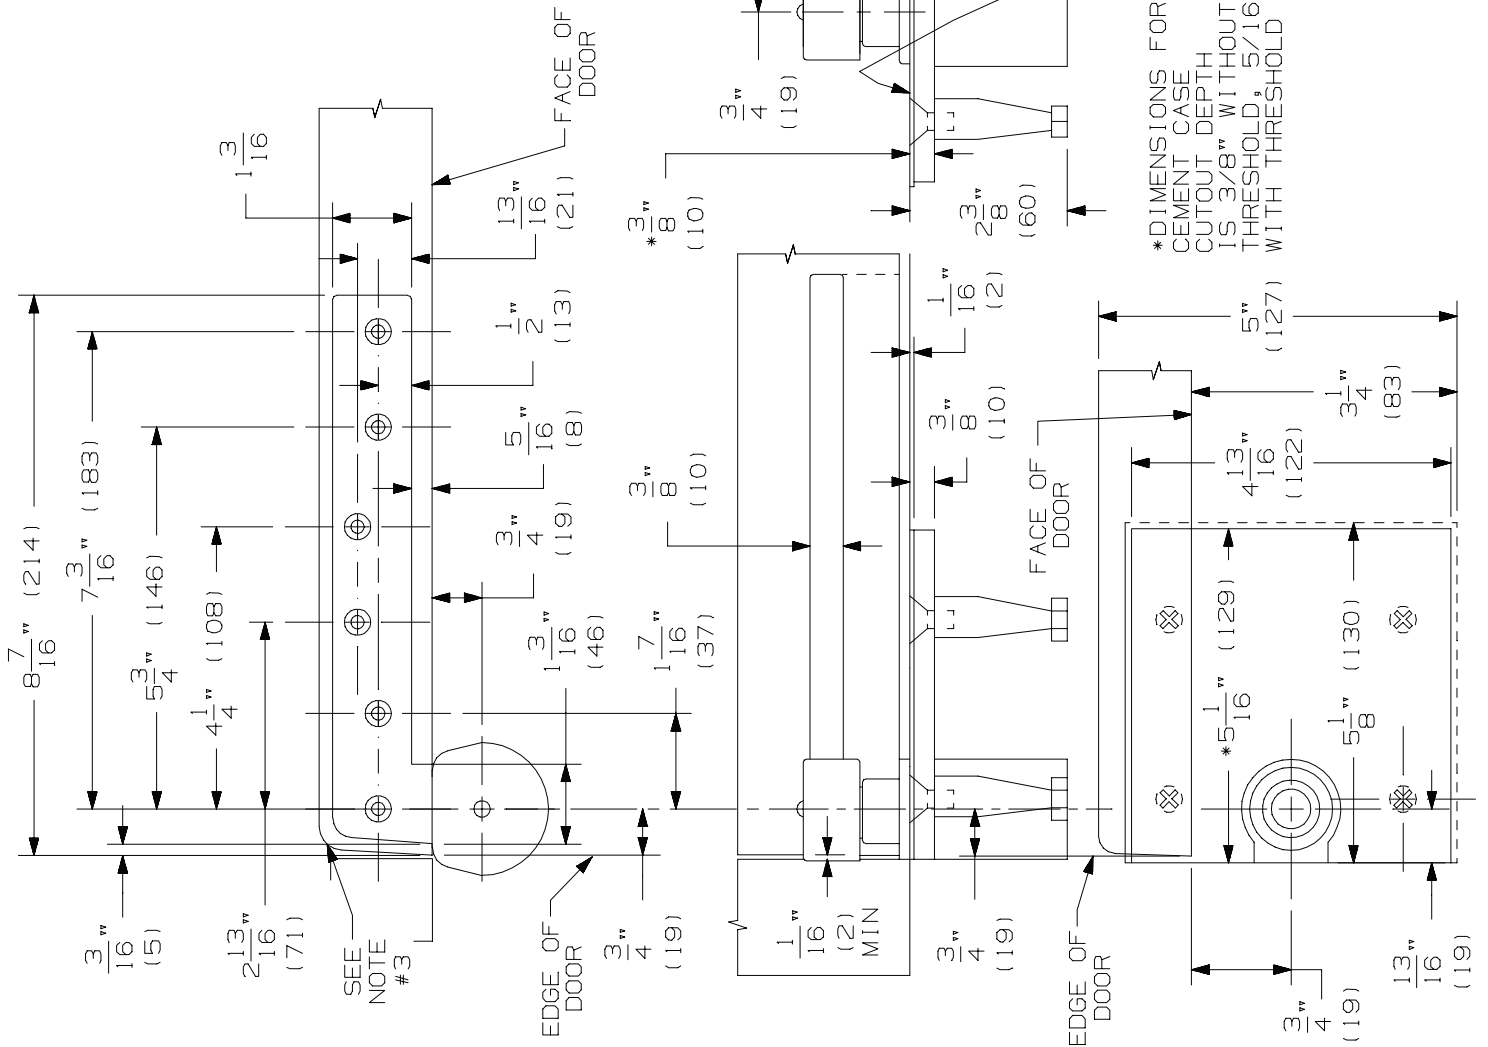 8 7/16" (214)
7 3/16" (183)
5 3/4" (146)
4 1/4" (108)
2 13/16"
(71)
3/16"
(5)
SEE
NOTE
#3
1 3/16
FACE OF
DOOR
13/16"
(21)
1/2"
(13)
5/16"
(8)
3/4"
(19)
1 3/16"
(46)
1 7/16"
(37)
3/4"
(19)
EDGE OF
DOOR
3/4"
(19)
*3/8"
(10)
2 3/8"
(60)
3/8"
(10)
1/16"
(2)
3/8"
(10)
1/16"
(2)
MIN
3/4"
(19)
*DIMENSIONS FOR
CEMENT CASE
CUTOUT DEPTH
IS 3/8" WITHOUT
THRESHOLD, 5/16
WITH THRESHOLD
FACE OF
DOOR
5"
(127)
3 1/4"
(83)
4 13/16"
(122)
*5 1/16" (129)
5 1/8" (130)
EDGE OF
DOOR
3/4"
(19)
13/16"
(19)